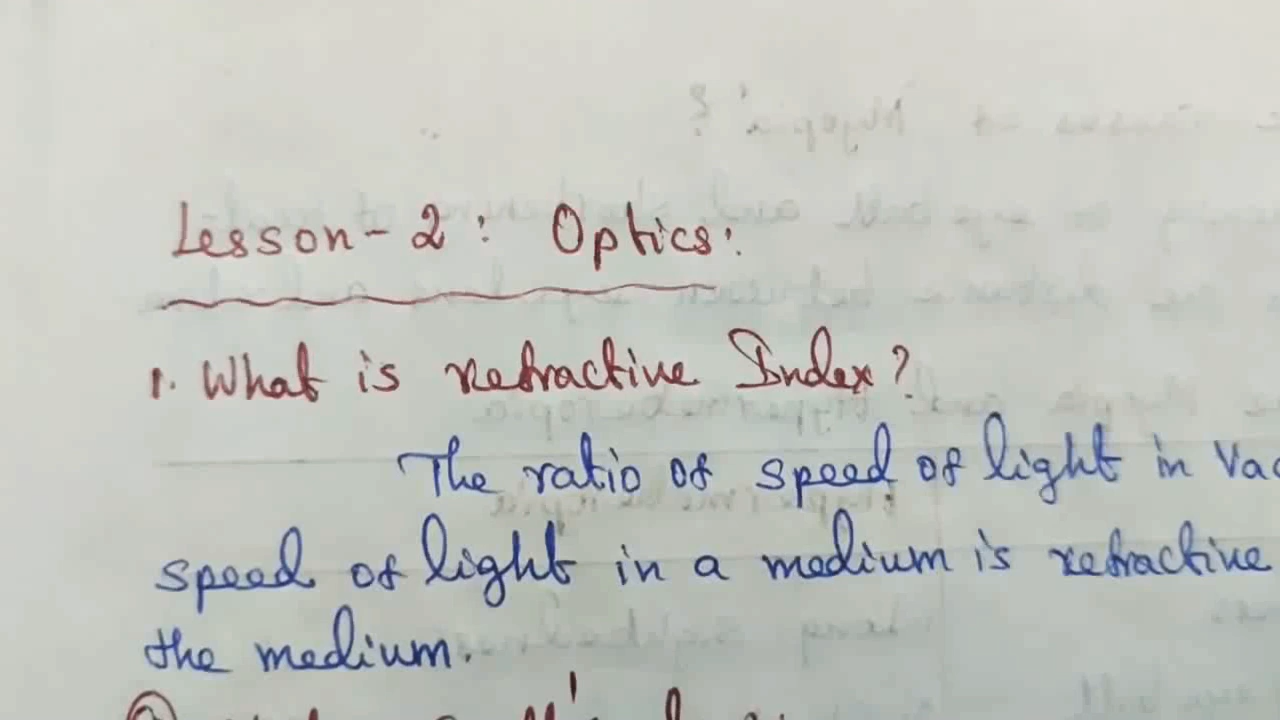 Lesson - 2 : Optics :
1. What is refractive Index ?
The ratio of speed of light in Vac
speed of light in a medium is refractive
the medium.